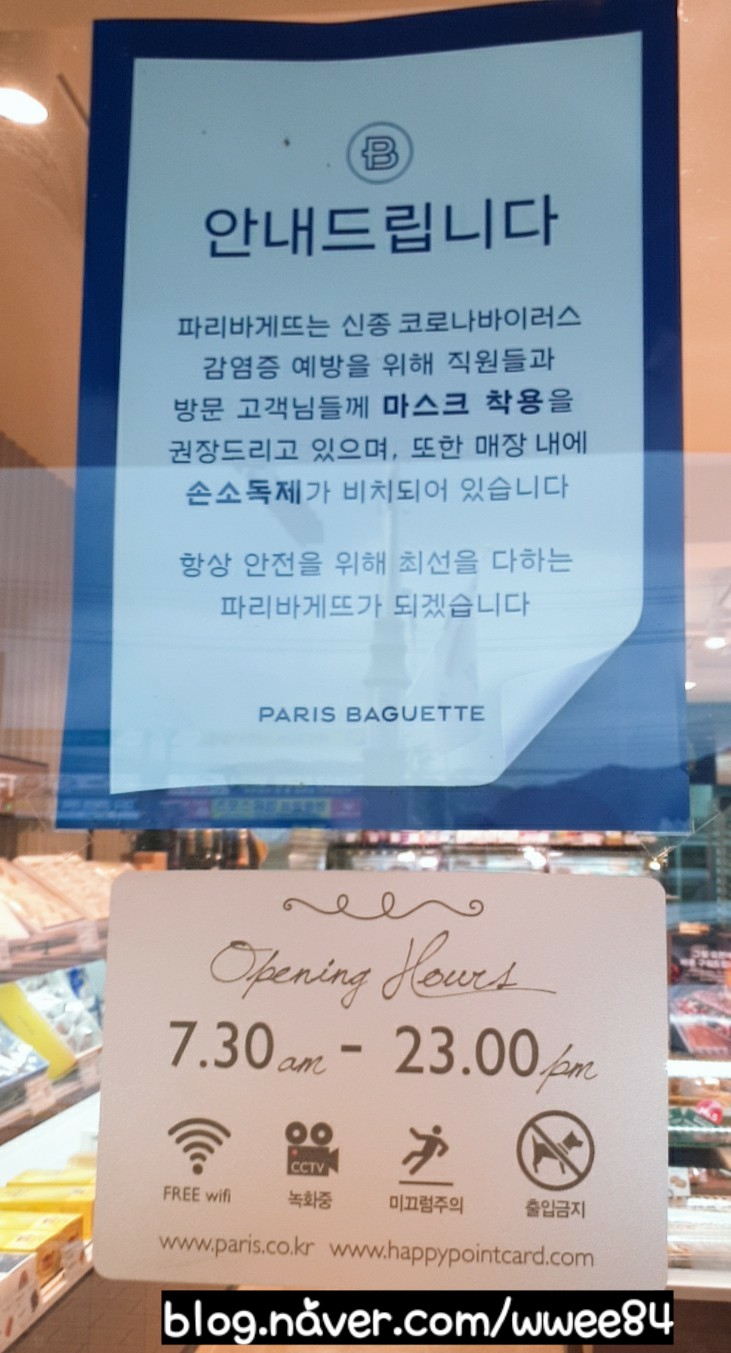 B
안내드립니다
파리바게뜨는 신종 코로나바이러스
감염증 예방을 위해 직원들과
방문 고객님들께 마스크 착용을
권장드리고 있으며, 또한 매장 내에
손소독제가 비치되어 있습니다
항상 안전을 위해 최선을 다하는
파리바게뜨가 되겠습니다
PARIS BAGUETTE
Opening Hours
7.30 am - 23.00 pm
CCTV
FREE wifi 녹화중 미끄럼주의 출입금지
www.paris.co.kr www.happypointcard.com
blog.naver.com/wwee84